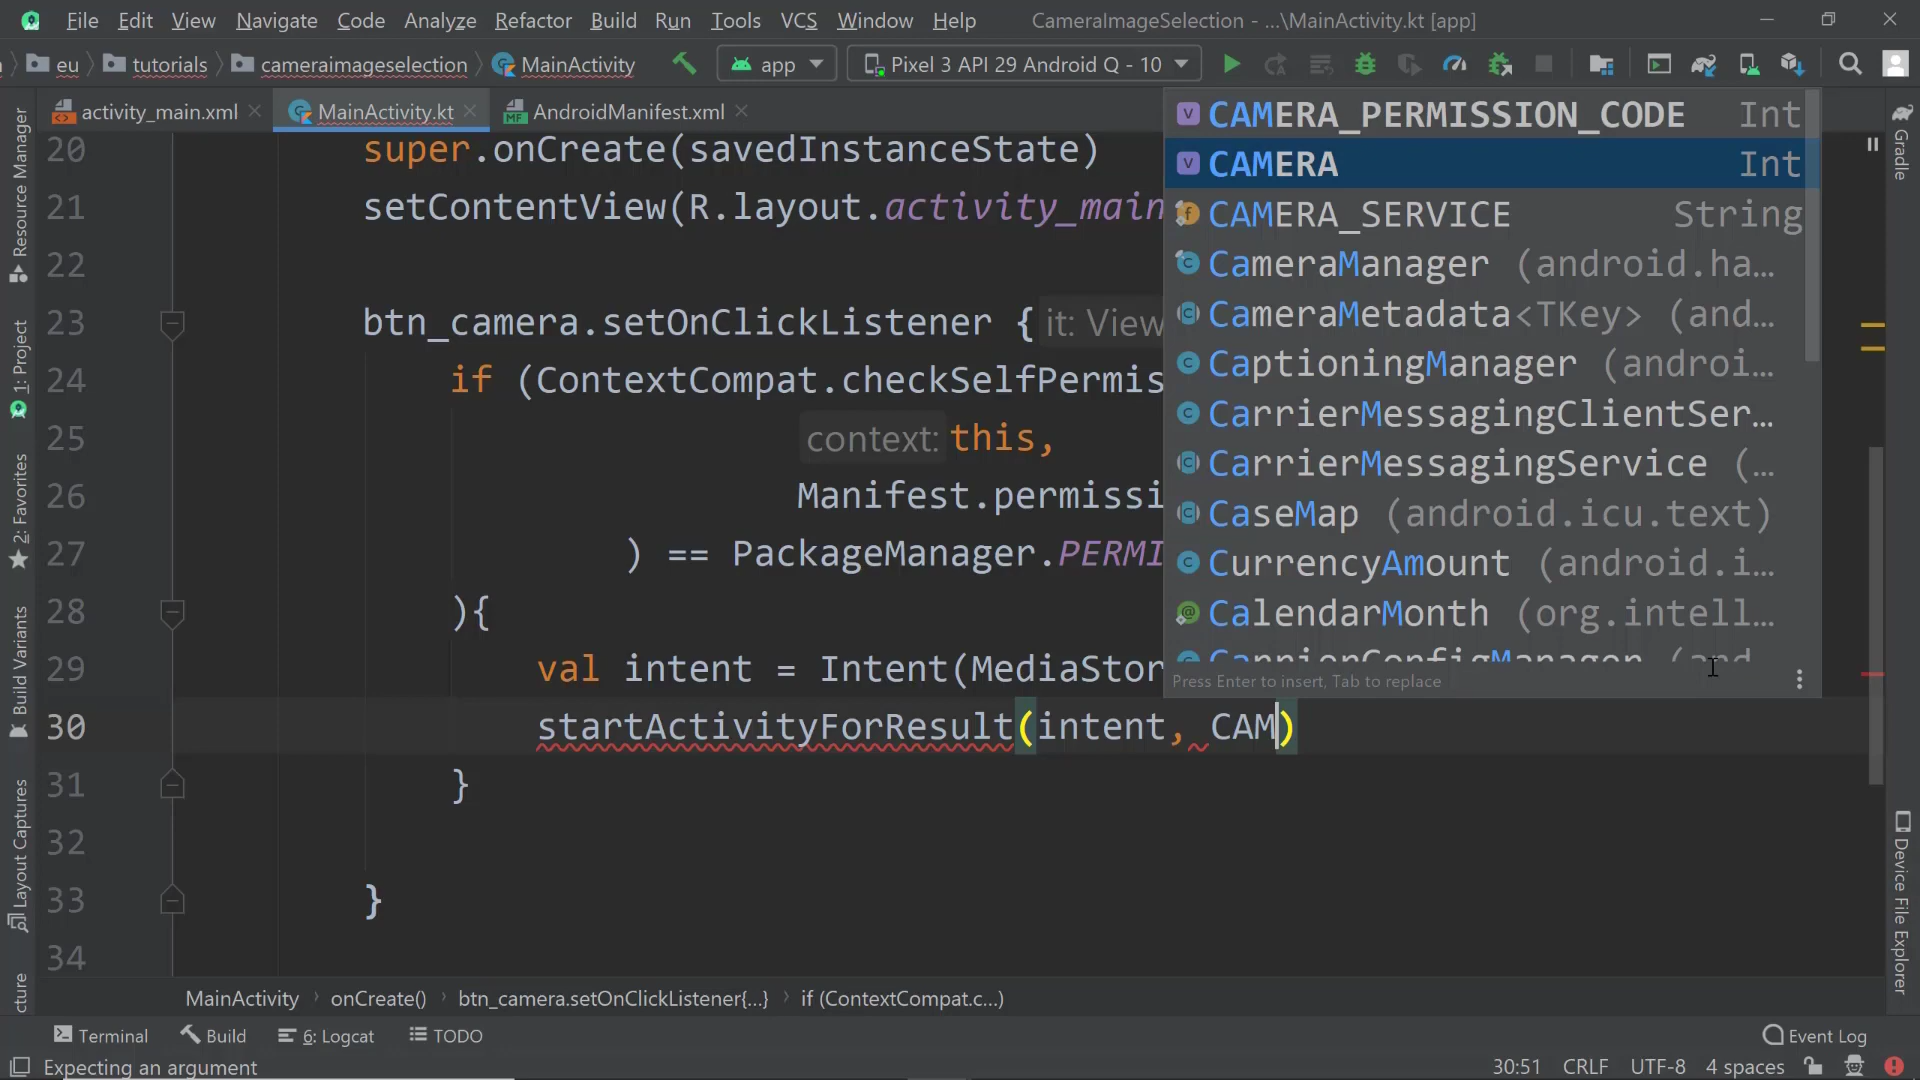 File Edit View Navigate Code Analyze Refactor Build Run Tools VCS Window Help CameraImageSelection - ...\MainActivity.kt [app]
eu tutorials cameraimageselection MainActivity app Pixel 3 API 29 Android Q - 10
activity_main.xml MainActivity.kt AndroidManifest.xml
20 super.onCreate(savedInstanceState)
21 setContentView(R.layout.activity_main
22
23 btn_camera.setOnClickListener { it: View
24 if (ContextCompat.checkSelfPermis
25 context: this,
26 Manifest.permissi
27 ) == PackageManager.PERMI
28 ){
29 val intent = Intent(MediaStor
30 startActivityForResult(intent, CAM)
31 }
32
33 }
34
CAMERA_PERMISSION_CODE Int
CAMERA Int
CAMERA_SERVICE String
CameraManager (android.ha...
CameraMetadata<TKey> (and...
CaptioningManager (androi...
CarrierMessagingClientSer...
CarrierMessagingService (...
CaseMap (android.icu.text)
CurrencyAmount (android.i...
CalendarMonth (org.intell...
CarrierConfigManager (and
Press Enter to insert, Tab to replace
Resource Manager
1: Project
2: Favorites
Build Variants
Layout Captures
cture
Gradle
Device File Explorer
MainActivity onCreate() btn_camera.setOnClickListener{...} if (ContextCompat.c...)
Terminal Build 6: Logcat TODO Event Log
Expecting an argument 30:51 CRLF UTF-8 4 spaces